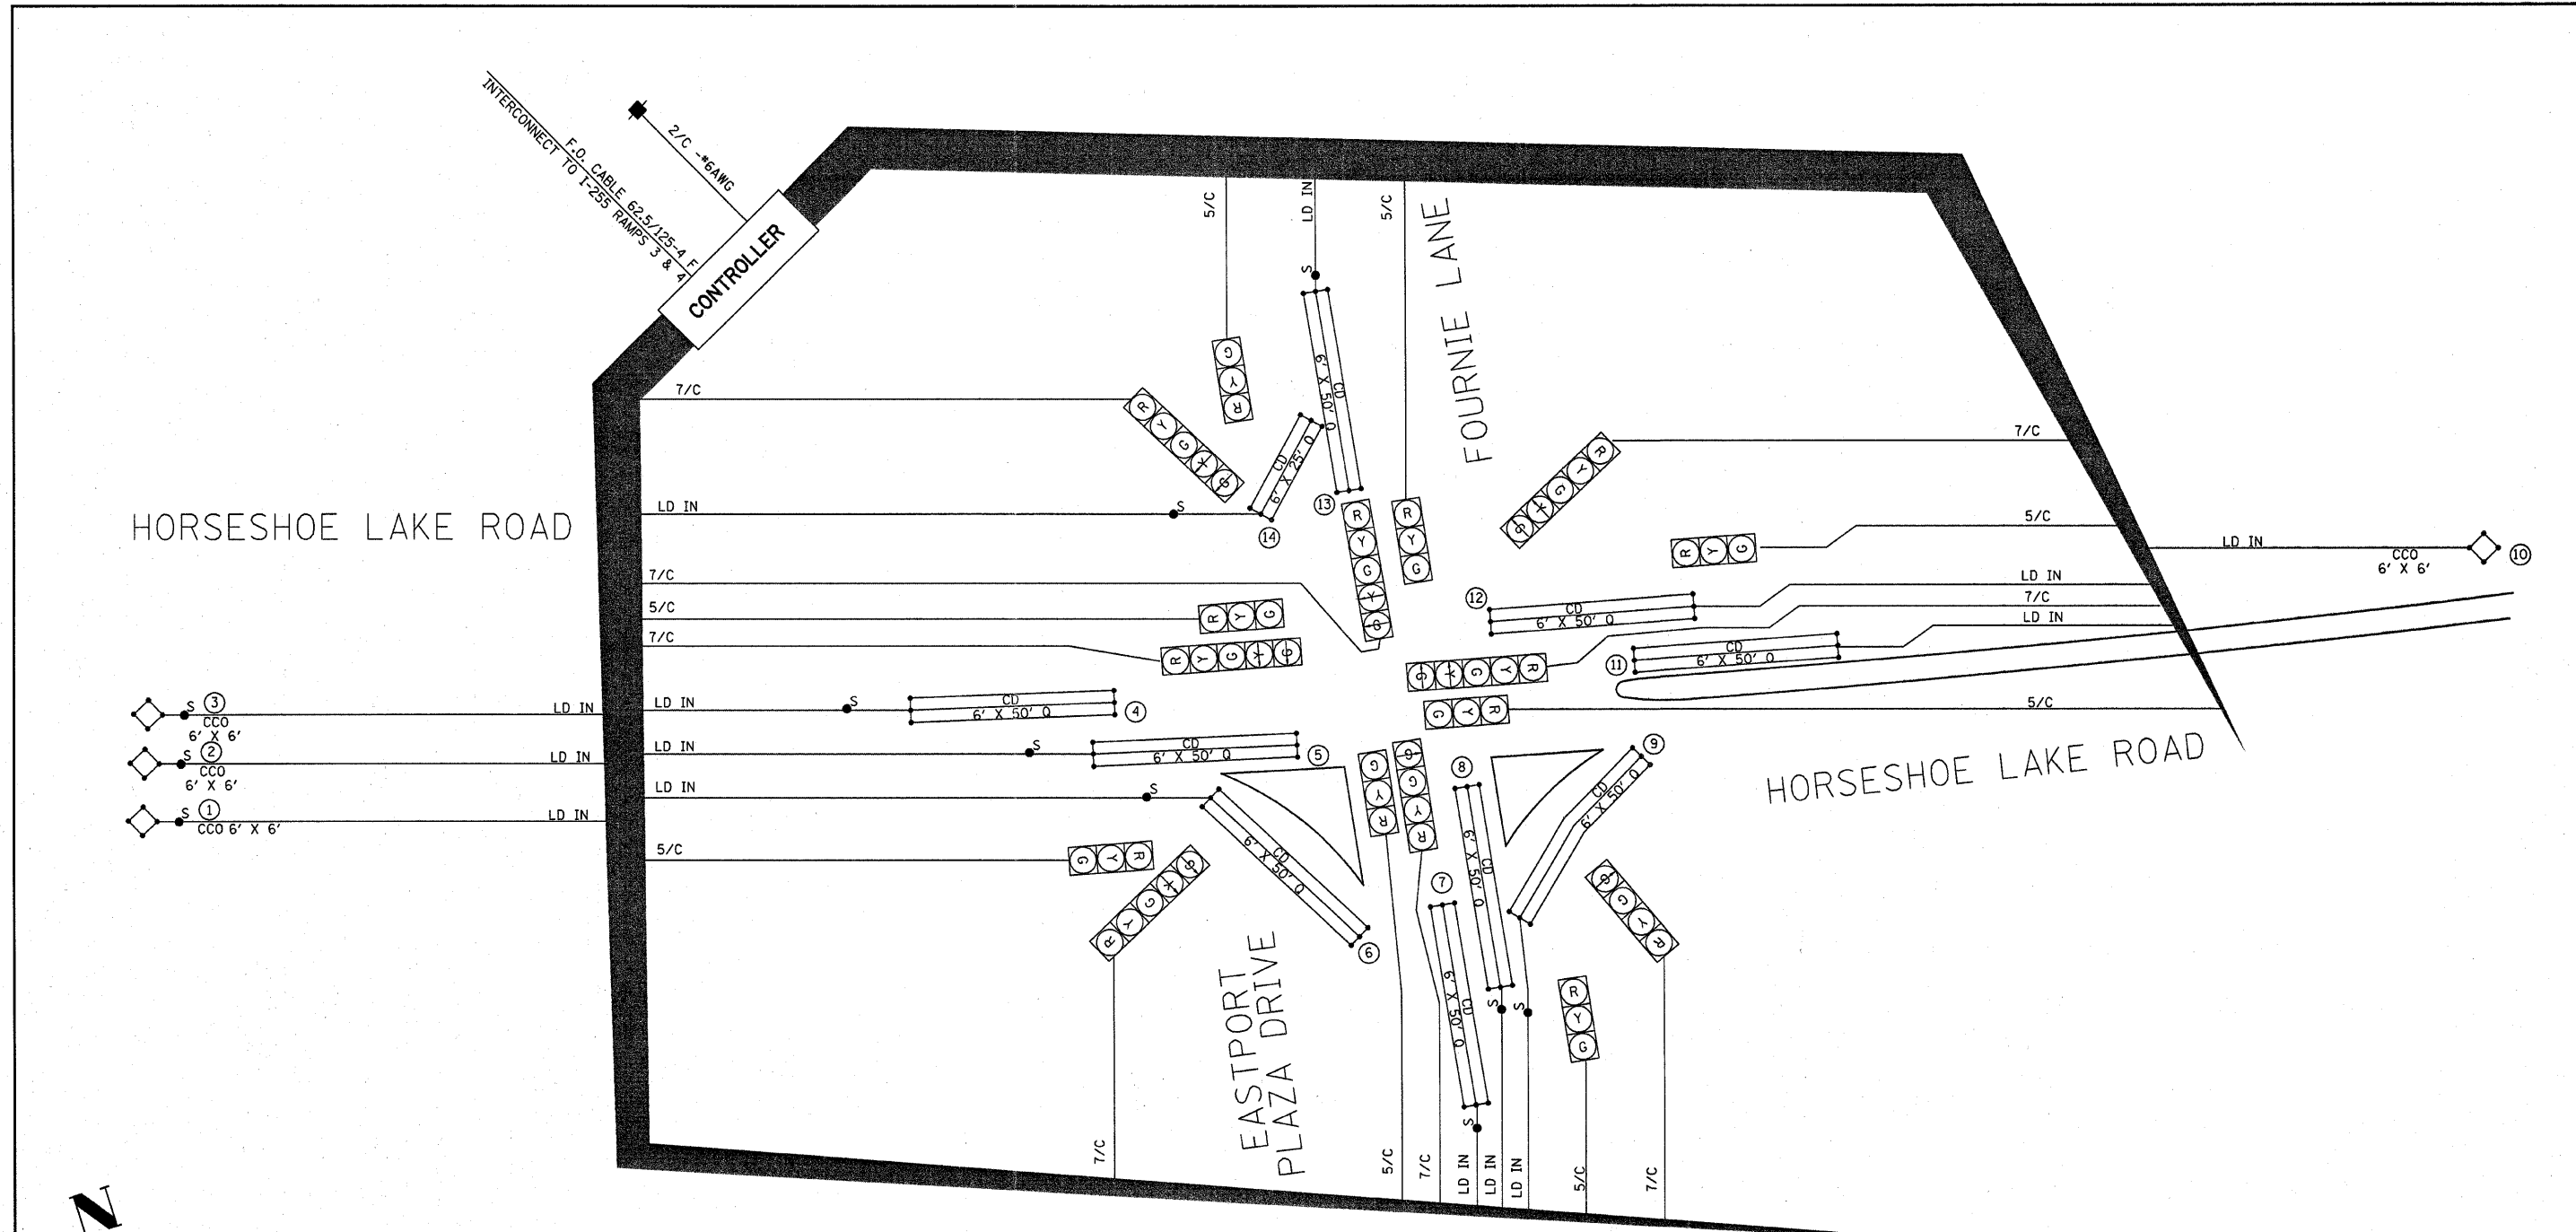 INTERCONNECT TO I-255 RAMPS 3 & 4
F.O. CABLE 62.5/125-4 F
2/C -#6AWG
CONTROLLER
5/C
LD IN
5/C
FOURNIE LANE
S
G Y R
CD
6' X 50' Q
13
7/C
R Y G Y G
CD
6' X 25' Q
14
7/C
R Y G Y G
HORSESHOE LAKE ROAD
LD IN
S
R Y G Y G
R Y G
5/C
R Y G
LD IN
CCO
6' X 6'
10
7/C
5/C
R Y G
7/C
R Y G Y G
12
CD
6' X 50' Q
LD IN
7/C
LD IN
11
CD
6' X 50' Q
G Y G Y R
G Y R
5/C
S 3
CCO
6' X 6'
LD IN
LD IN
S
CD
6' X 50' Q
4
S 2
CCO
6' X 6'
LD IN
LD IN
S
CD
6' X 50' Q
5
S 1
CCO 6' X 6'
LD IN
LD IN
S
CD
6' X 50' Q
6
5/C
G Y R
R Y G Y G
G Y R
G G Y R
8
CD
6' X 50' Q
9
CD
6' X 50' Q
HORSESHOE LAKE ROAD
7
CD
6' X 50' Q
G G Y R
R Y G
S
S
S
EASTPORT
PLAZA DRIVE
7/C
5/C
7/C
LD IN
LD IN
LD IN
5/C
7/C
N